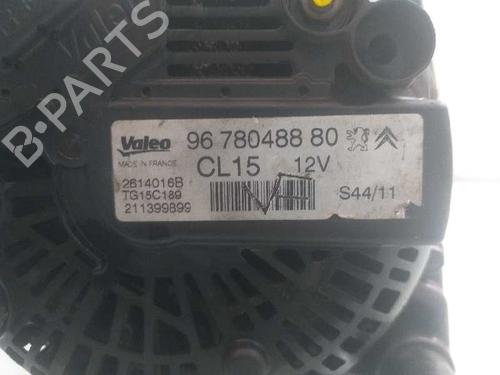 B-PARTS
Valeo
MADE IN FRANCE
96 780488 80
CL15 12V
2614016B
TG15C189
211399899
S44/11